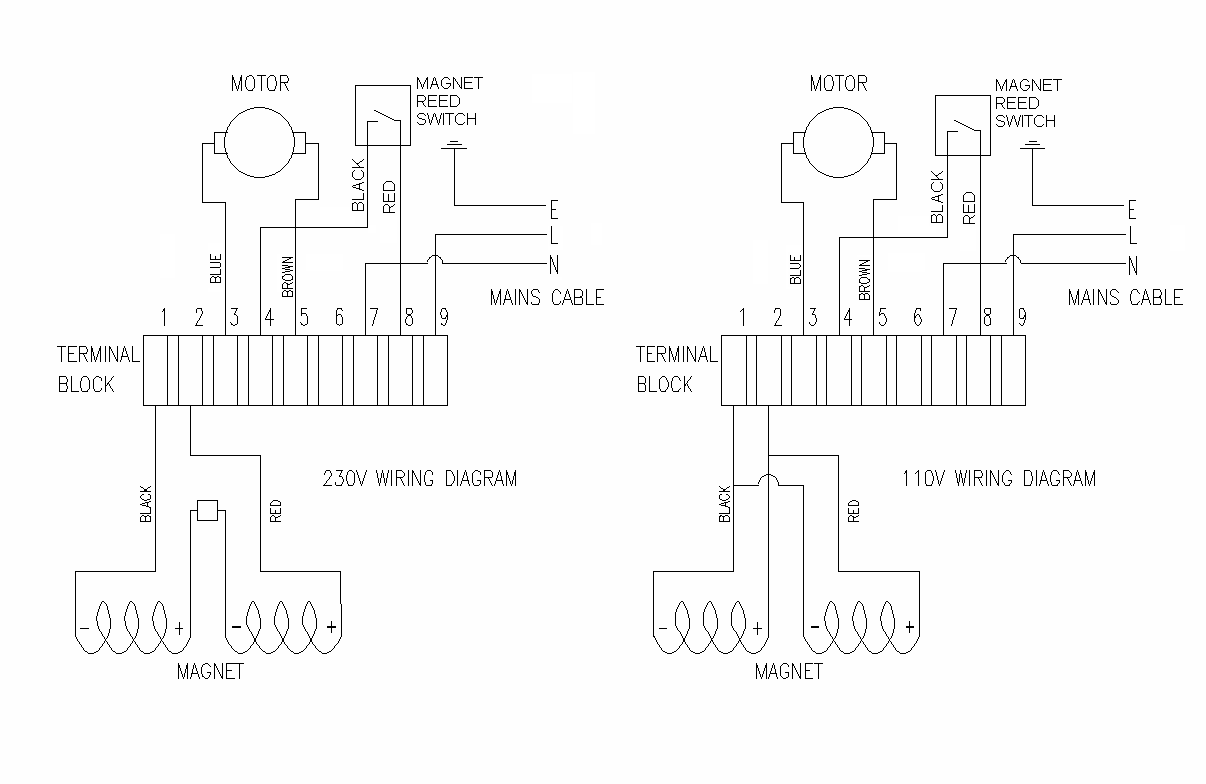 MOTOR
MAGNET
REED
SWITCH
BLACK
RED
E
L
N
BLUE
BROWN
MAINS CABLE
1 2 3 4 5 6 7 8 9
TERMINAL
BLOCK
230V WIRING DIAGRAM
BLACK
RED
- + - +
MAGNET
MOTOR
MAGNET
REED
SWITCH
BLACK
RED
E
L
N
BLUE
BROWN
MAINS CABLE
1 2 3 4 5 6 7 8 9
TERMINAL
BLOCK
110V WIRING DIAGRAM
BLACK
RED
- + - +
MAGNET